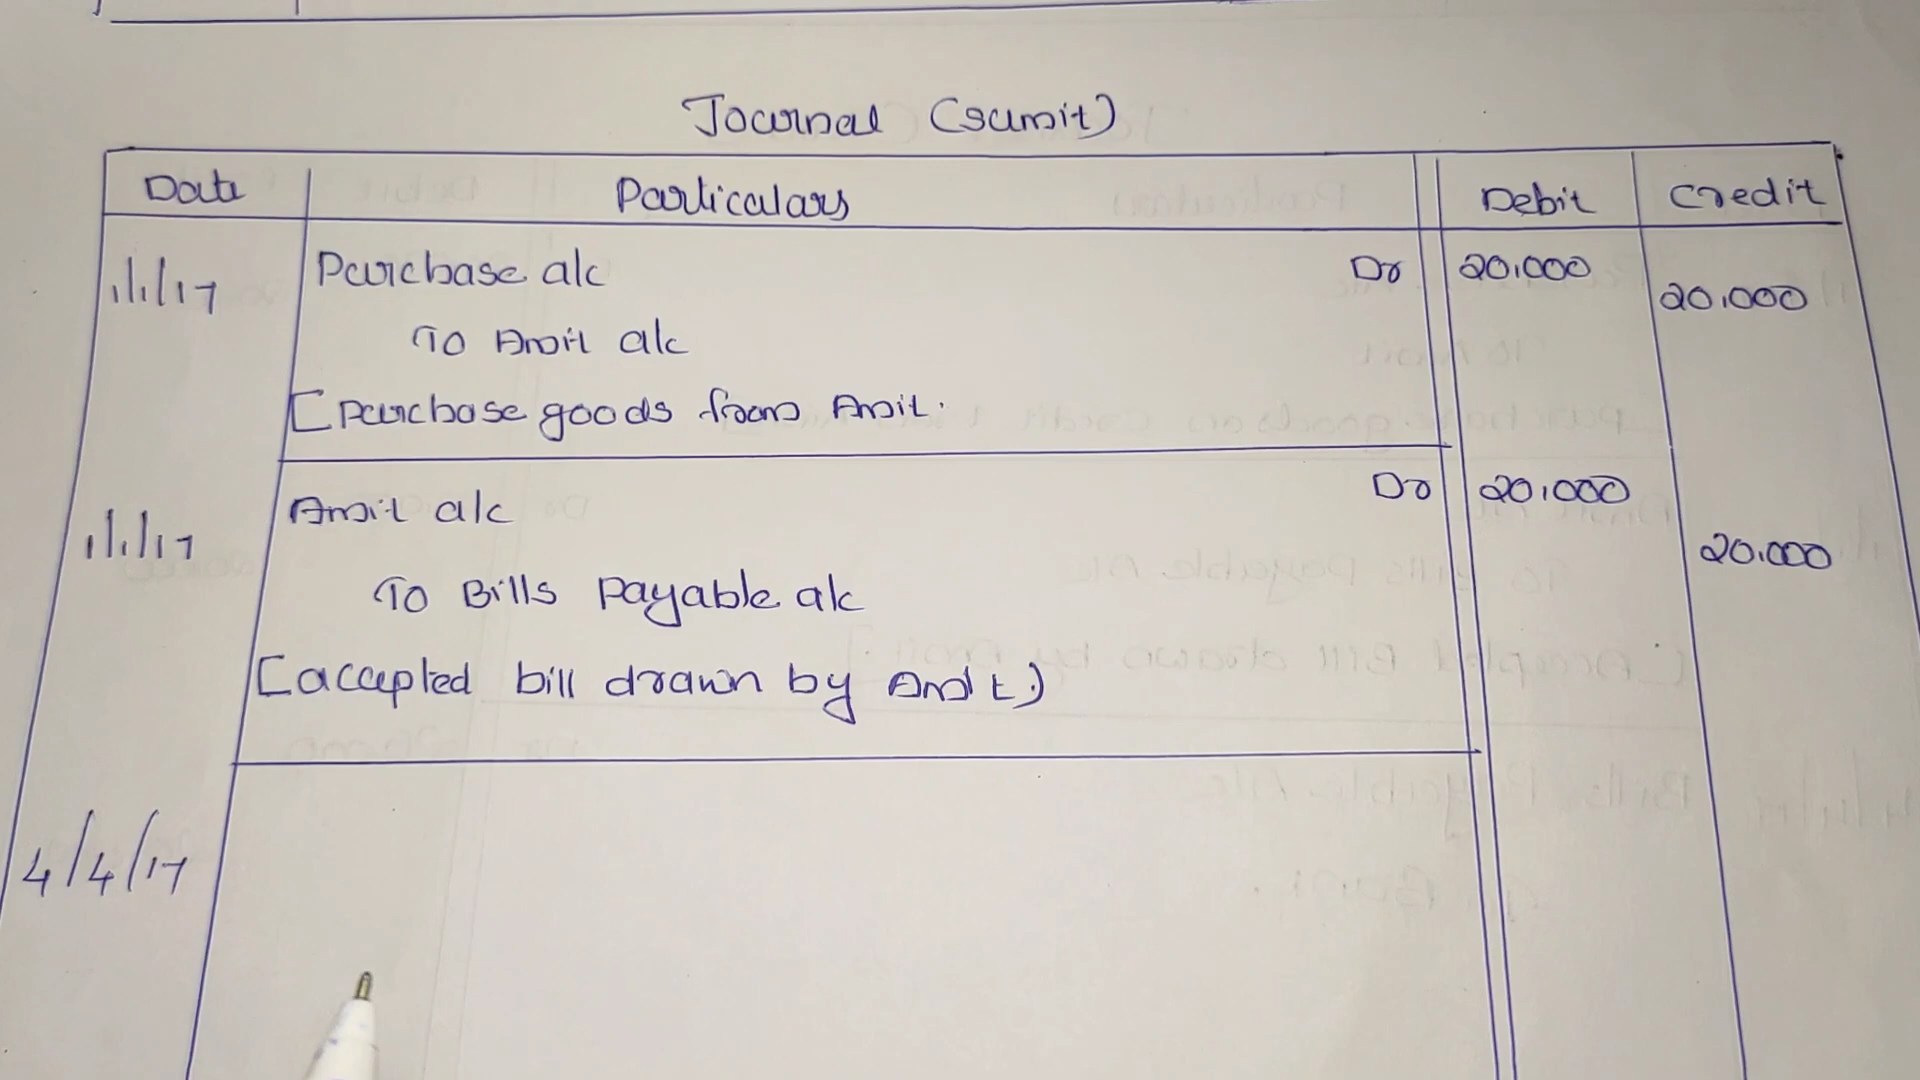 Journal (Sumit)
Date Particulars Debit Credit
1/1/17 Purchase a/c Dr 20,000
To Amit a/c 20,000
[Purchase goods from Amit.
1/1/17 Amit a/c Dr 20,000
To Bills Payable a/c 20,000
[accepted bill drawn by Amit.)
4/4/17